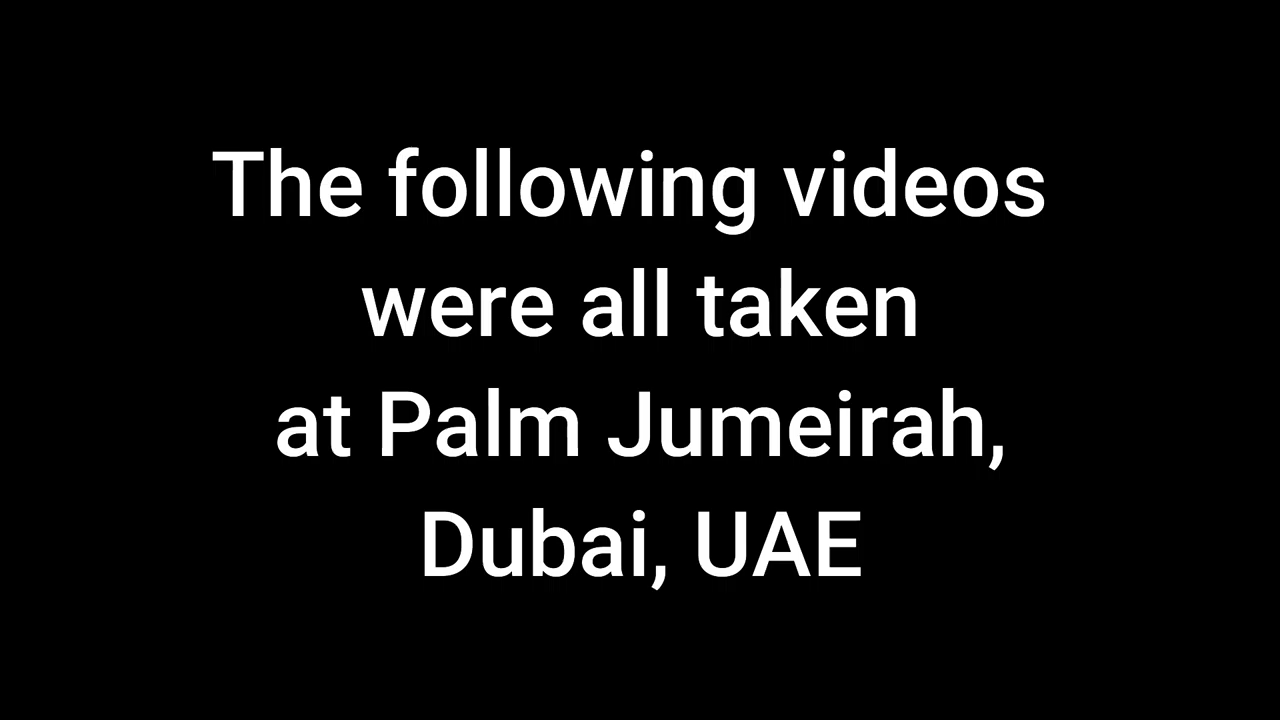 The following videos
were all taken
at Palm Jumeirah,
Dubai, UAE